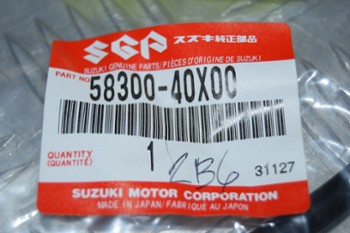 SGP スズキ純正部品
SUZUKI GENUINE PARTS/PIÈCES D'ORIGINE DE SUZUKI
PART NO.
58300-40X00
QUANTITY
(QUANTITÉ)
1
2B6
31127
SUZUKI MOTOR CORPORATION
MADE IN JAPAN/FABRIQUE AU JAPON